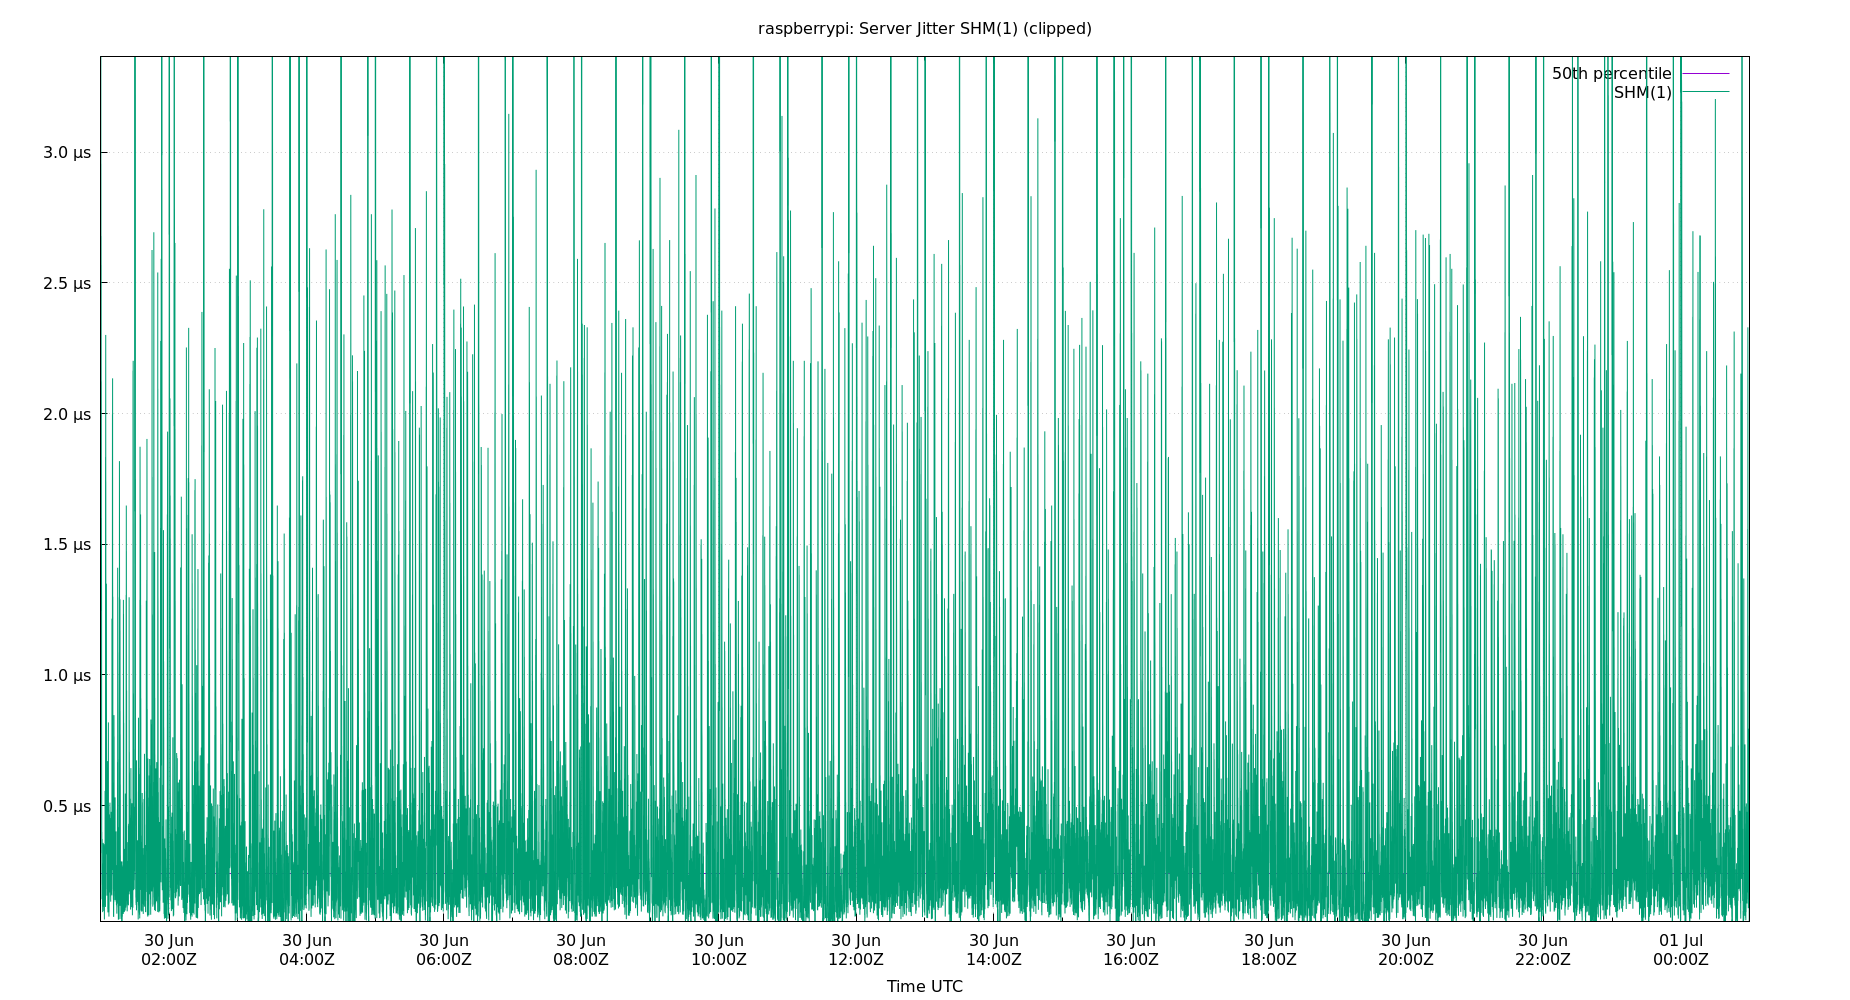 raspberrypi: Server Jitter SHM(1) (clipped)
50th percentile
SHM(1)
3.0 µs
2.5 µs
2.0 µs
1.5 µs
1.0 µs
0.5 µs
30 Jun 30 Jun 30 Jun 30 Jun 30 Jun 30 Jun 30 Jun 30 Jun 30 Jun 30 Jun 30 Jun 01 Jul
02:00Z 04:00Z 06:00Z 08:00Z 10:00Z 12:00Z 14:00Z 16:00Z 18:00Z 20:00Z 22:00Z 00:00Z
Time UTC